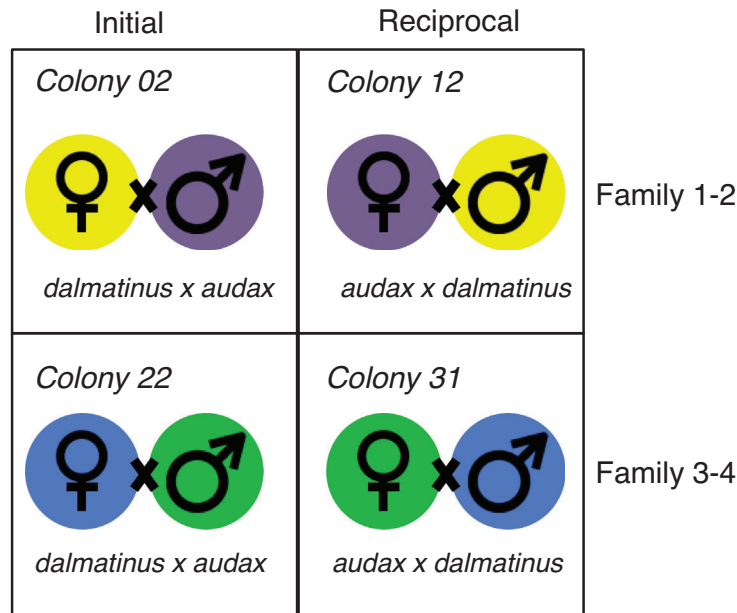 Initial
Reciprocal
Colony 02
Colony 12
dalmatinus x audax
audax x dalmatinus
Family 1-2
Colony 22
Colony 31
dalmatinus x audax
audax x dalmatinus
Family 3-4